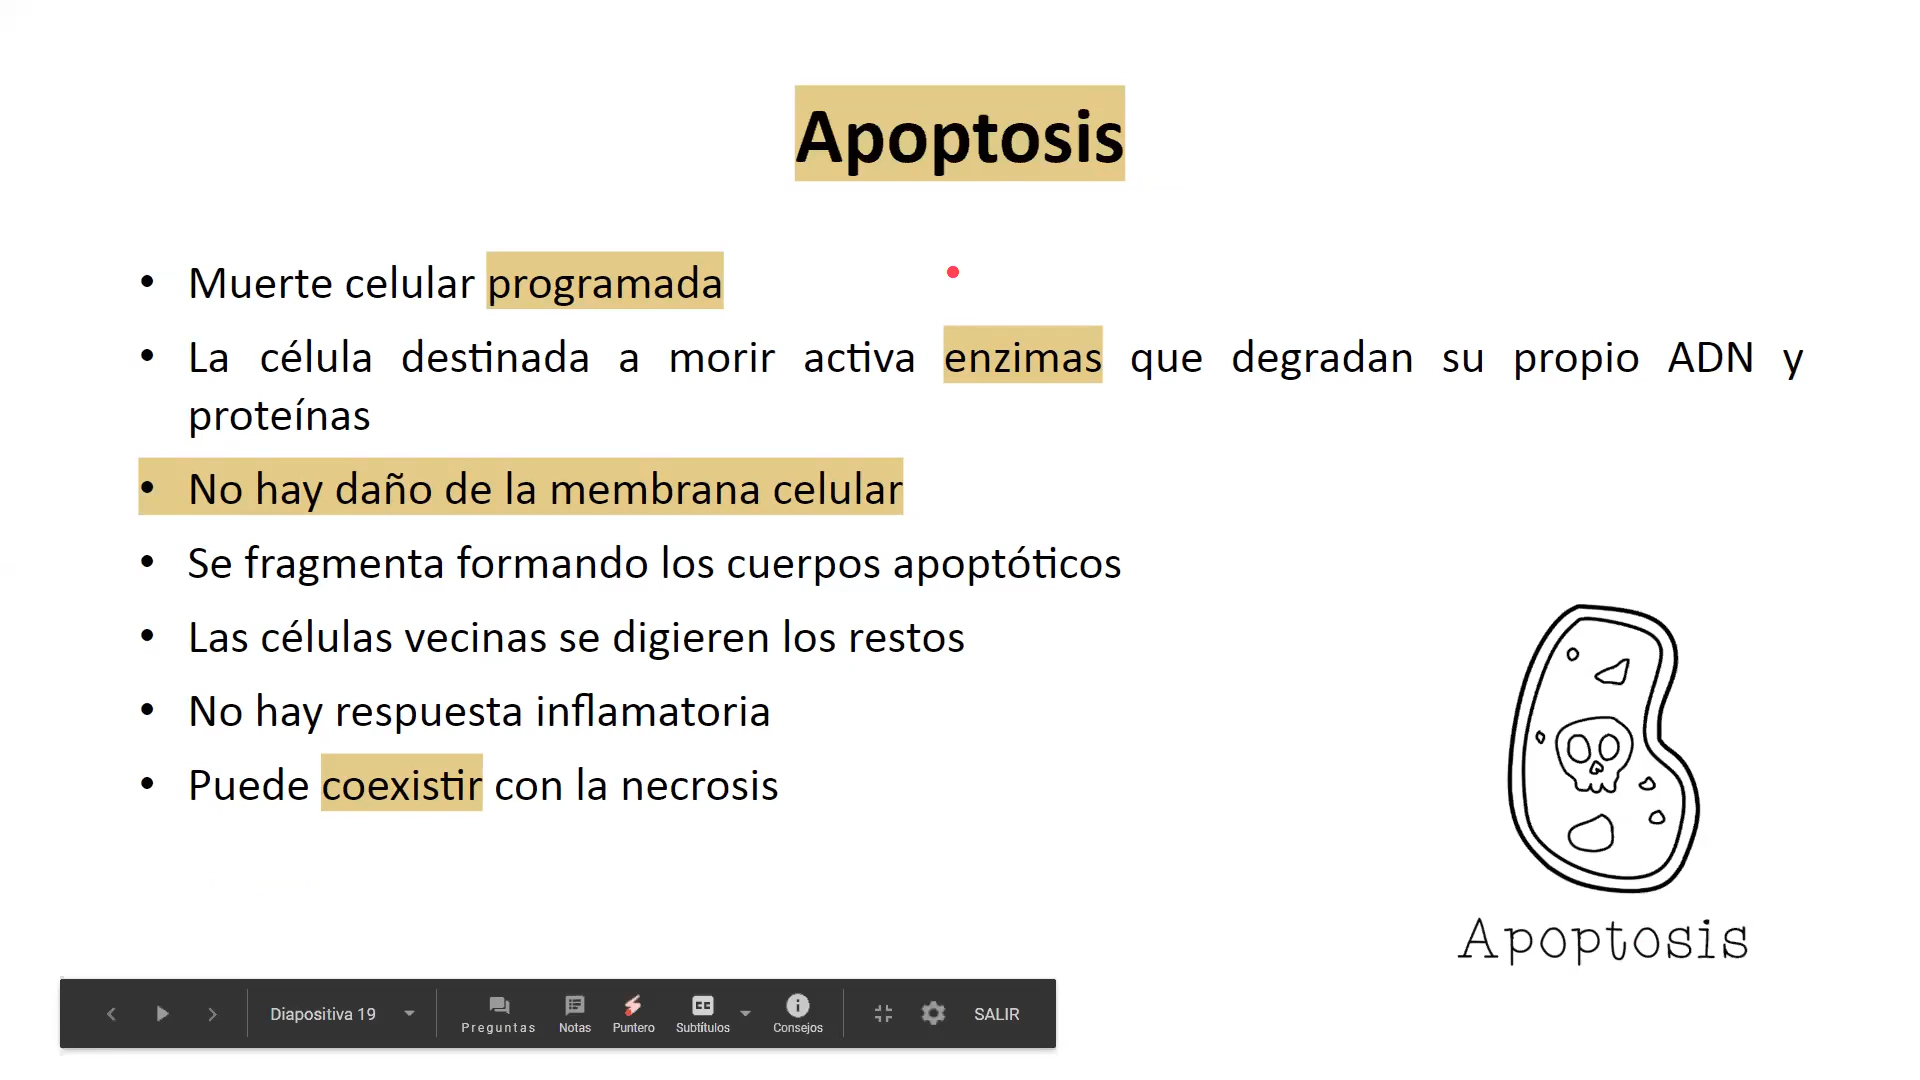 Apoptosis
• Muerte celular programada
• La célula destinada a morir activa enzimas que degradan su propio ADN y
proteínas
• No hay daño de la membrana celular
• Se fragmenta formando los cuerpos apoptóticos
• Las células vecinas se digieren los restos
• No hay respuesta inflamatoria
• Puede coexistir con la necrosis
Apoptosis
Diapositiva 19
Preguntas
Notas
Puntero
CC
Subtítulos
Consejos
SALIR